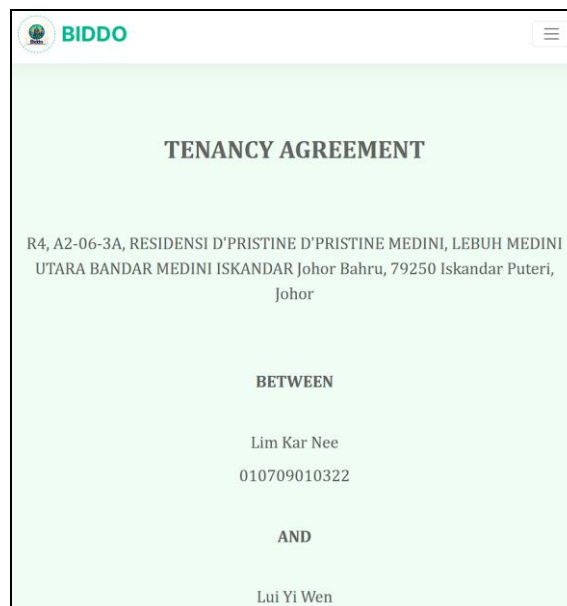 BIDDO
TENANCY AGREEMENT
R4, A2-06-3A, RESIDENSI D'PRISTINE D'PRISTINE MEDINI, LEBUH MEDINI
UTARA BANDAR MEDINI ISKANDAR Johor Bahru, 79250 Iskandar Puteri,
Johor
BETWEEN
Lim Kar Nee
010709010322
AND
Lui Yi Wen